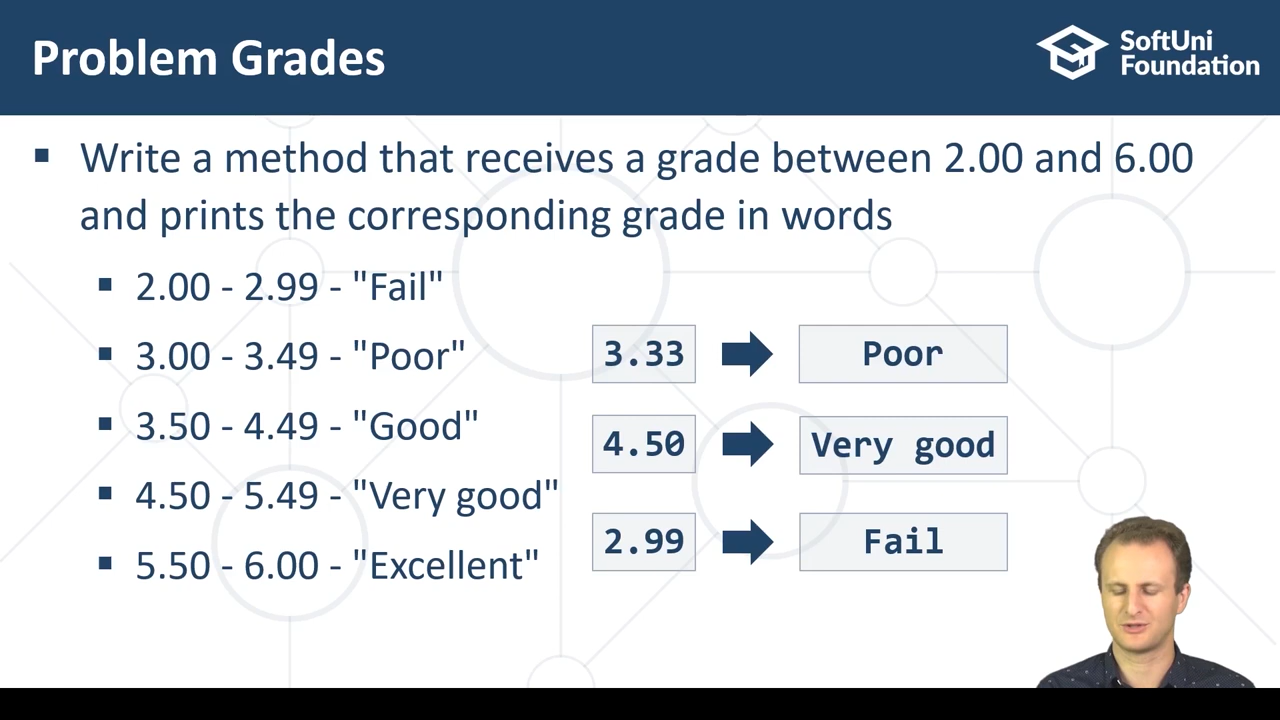 Problem Grades
SoftUni
Foundation
Write a method that receives a grade between 2.00 and 6.00
and prints the corresponding grade in words
2.00 - 2.99 - "Fail"
3.00 - 3.49 - "Poor"
3.50 - 4.49 - "Good"
4.50 - 5.49 - "Very good"
5.50 - 6.00 - "Excellent"
3.33 Poor
4.50 Very good
2.99 Fail